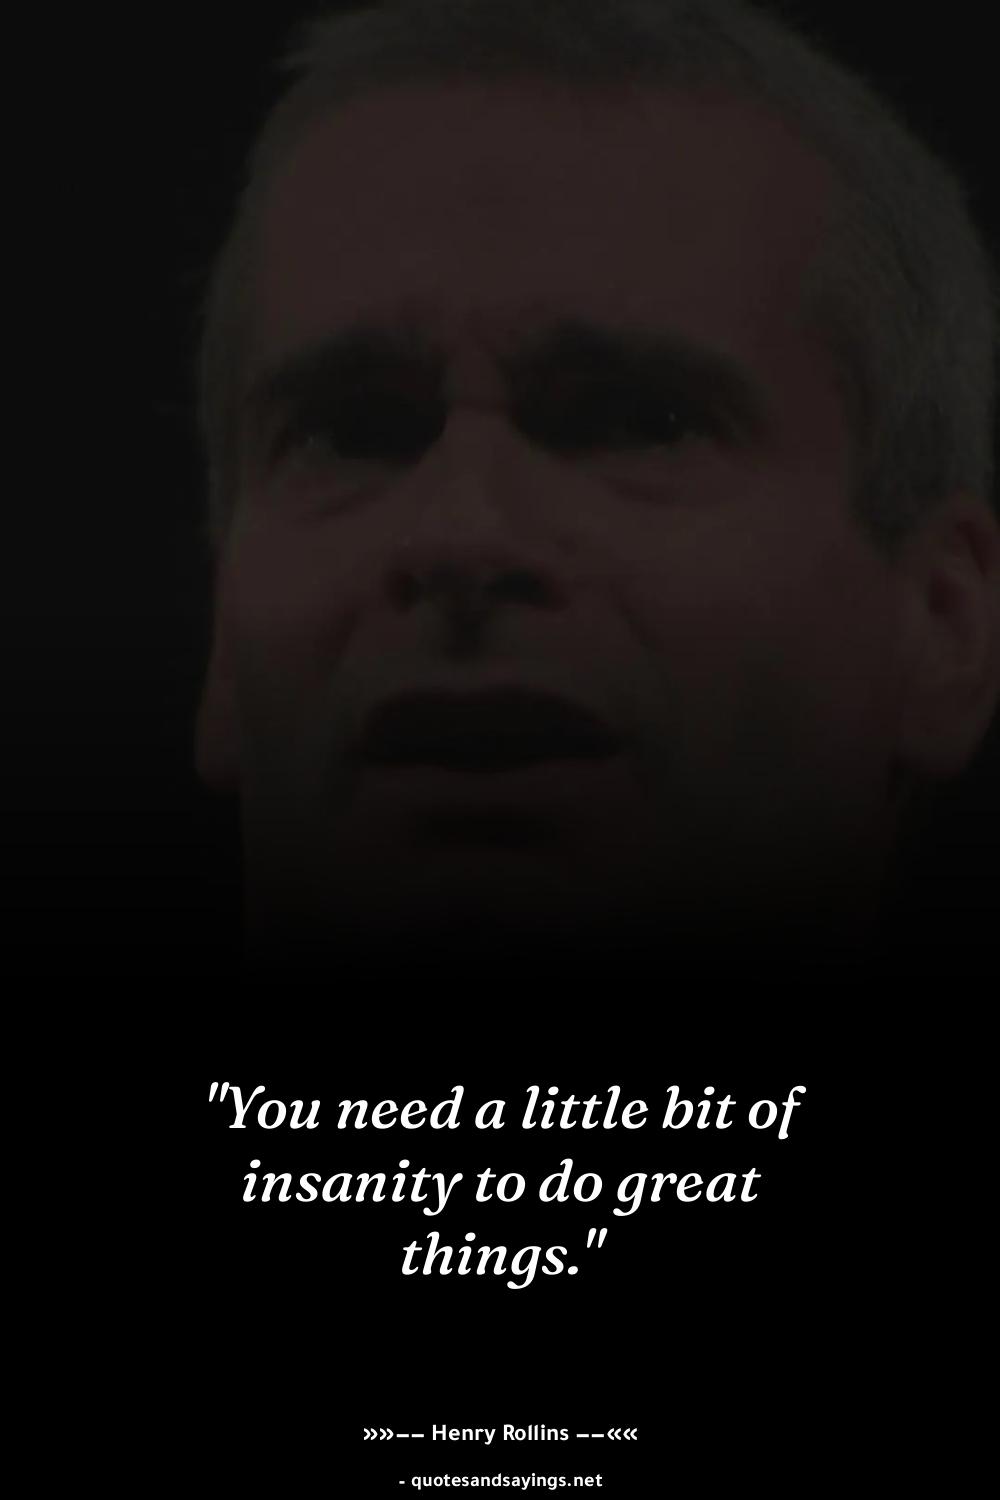 "You need a little bit of
insanity to do great
things."
»»−− Henry Rollins −−««
- quotesandsayings.net